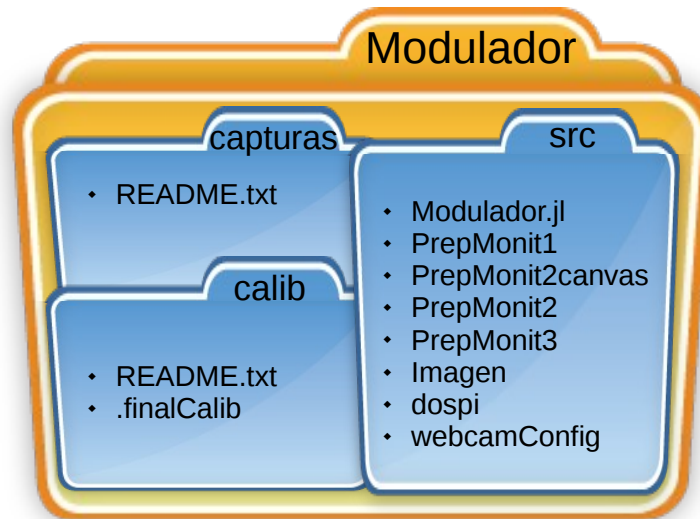 Modulador
capturas
• README.txt
calib
• README.txt
• .finalCalib
src
• Modulador.jl
• PrepMonit1
• PrepMonit2canvas
• PrepMonit2
• PrepMonit3
• Imagen
• dospi
• webcamConfig